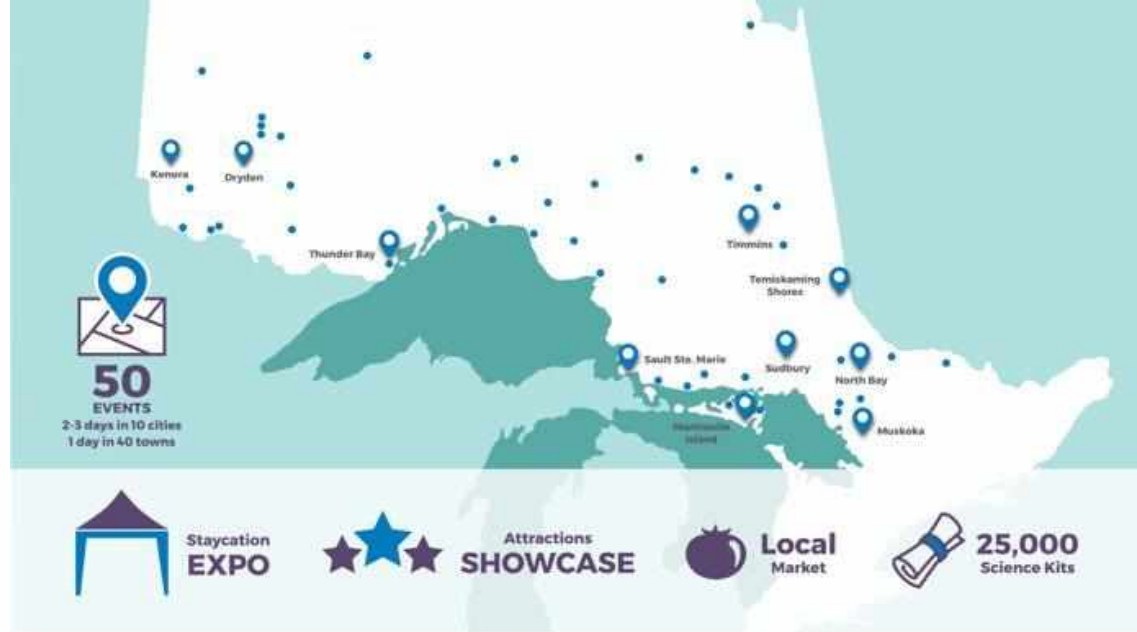 Kenora
Dryden
Thunder Bay
Timmins
Temiskaming
Shores
Sault Ste. Marie
Sudbury
North Bay
Manitoulin
Island
Muskoka
50
EVENTS
2-3 days in 10 cities
1 day in 40 towns
Staycation
EXPO
Attractions
SHOWCASE
Local
Market
25,000
Science Kits